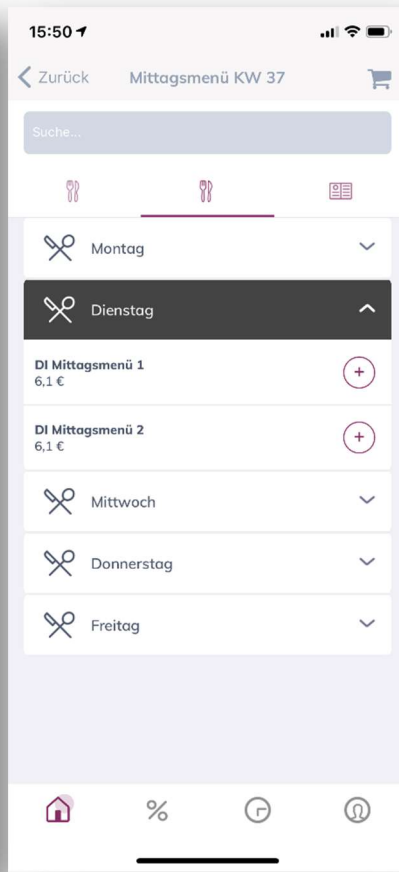 15:50
Zurück
Mittagsmenü KW 37
Suche...
Montag
Dienstag
DI Mittagsmenü 1
6,1 €
DI Mittagsmenü 2
6,1 €
Mittwoch
Donnerstag
Freitag
%